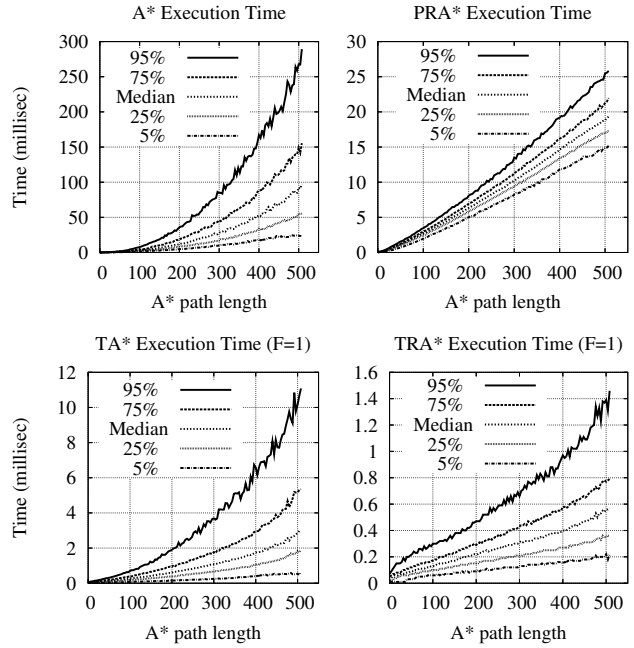 A* Execution Time
300
250
200
150
100
50
0
0 100 200 300 400 500
95%
75%
Median
25%
5%
Time (millisec)
A* path length
PRA* Execution Time
30
25
20
15
10
5
0
0 100 200 300 400 500
95%
75%
Median
25%
5%
A* path length
TA* Execution Time (F=1)
12
10
8
6
4
2
0
0 100 200 300 400 500
95%
75%
Median
25%
5%
Time (millisec)
A* path length
TRA* Execution Time (F=1)
1.6
1.4
1.2
1
0.8
0.6
0.4
0.2
0
0 100 200 300 400 500
95%
75%
Median
25%
5%
A* path length